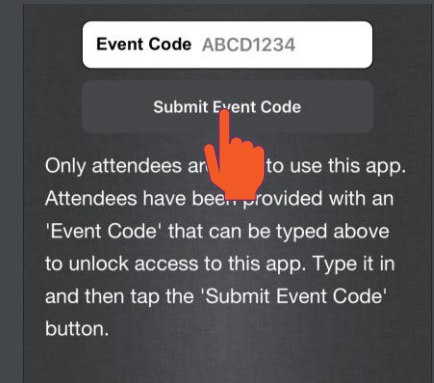 Event Code ABCD1234
Submit Event Code
Only attendees ar to use this app.
Attendees have been provided with an
'Event Code' that can be typed above
to unlock access to this app. Type it in
and then tap the 'Submit Event Code'
button.